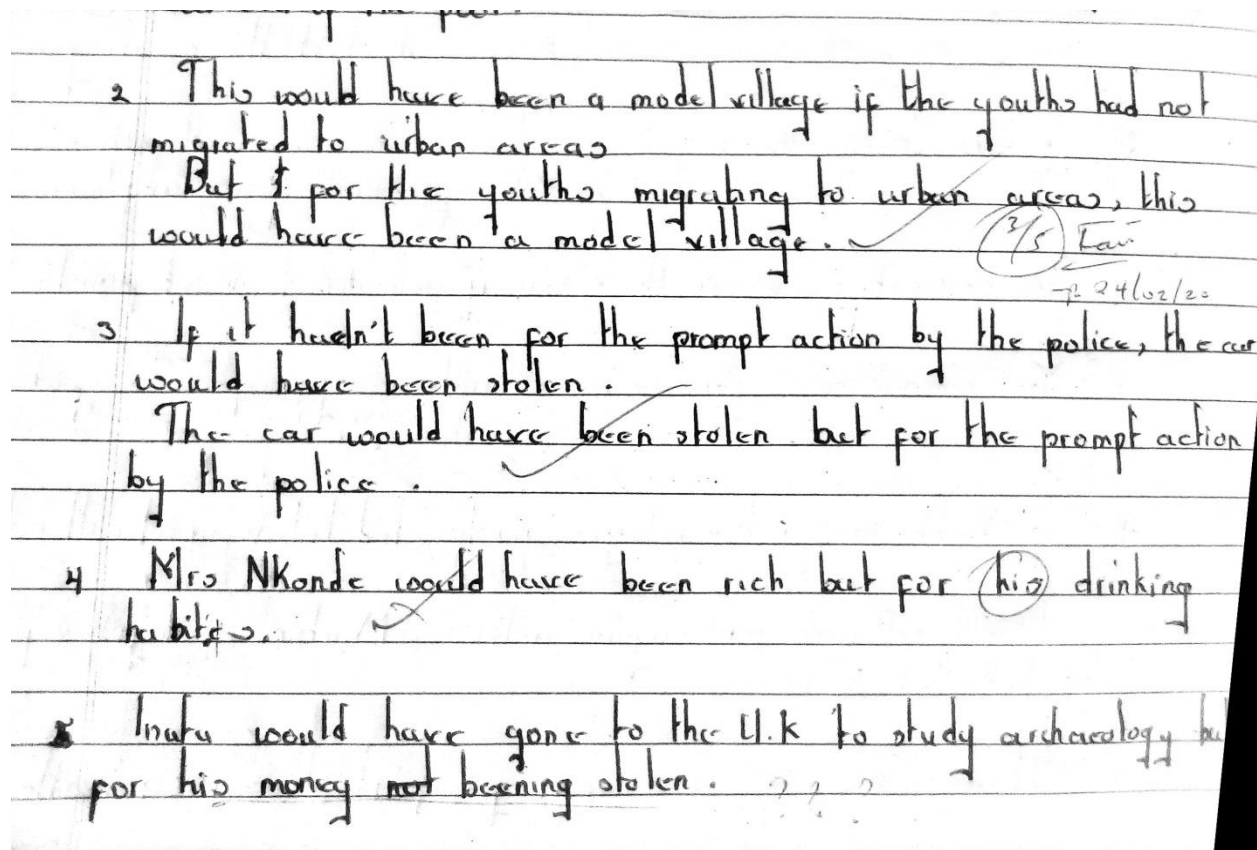 2 This would have been a model village if the youths had not
migrated to urban areas
But for the youths migrating to urban areas, this
would have been a model village.
3/5 Fair
24/02/20
3 If it hadn't been for the prompt action by the police, the car
would have been stolen.
The car would have been stolen but for the prompt action
by the police.
4 Mrs NKonde would have been rich but for his drinking
habits.
5 would have gone to the U.K to study archaeology bu
for his money not beening stolen. ? ? ?